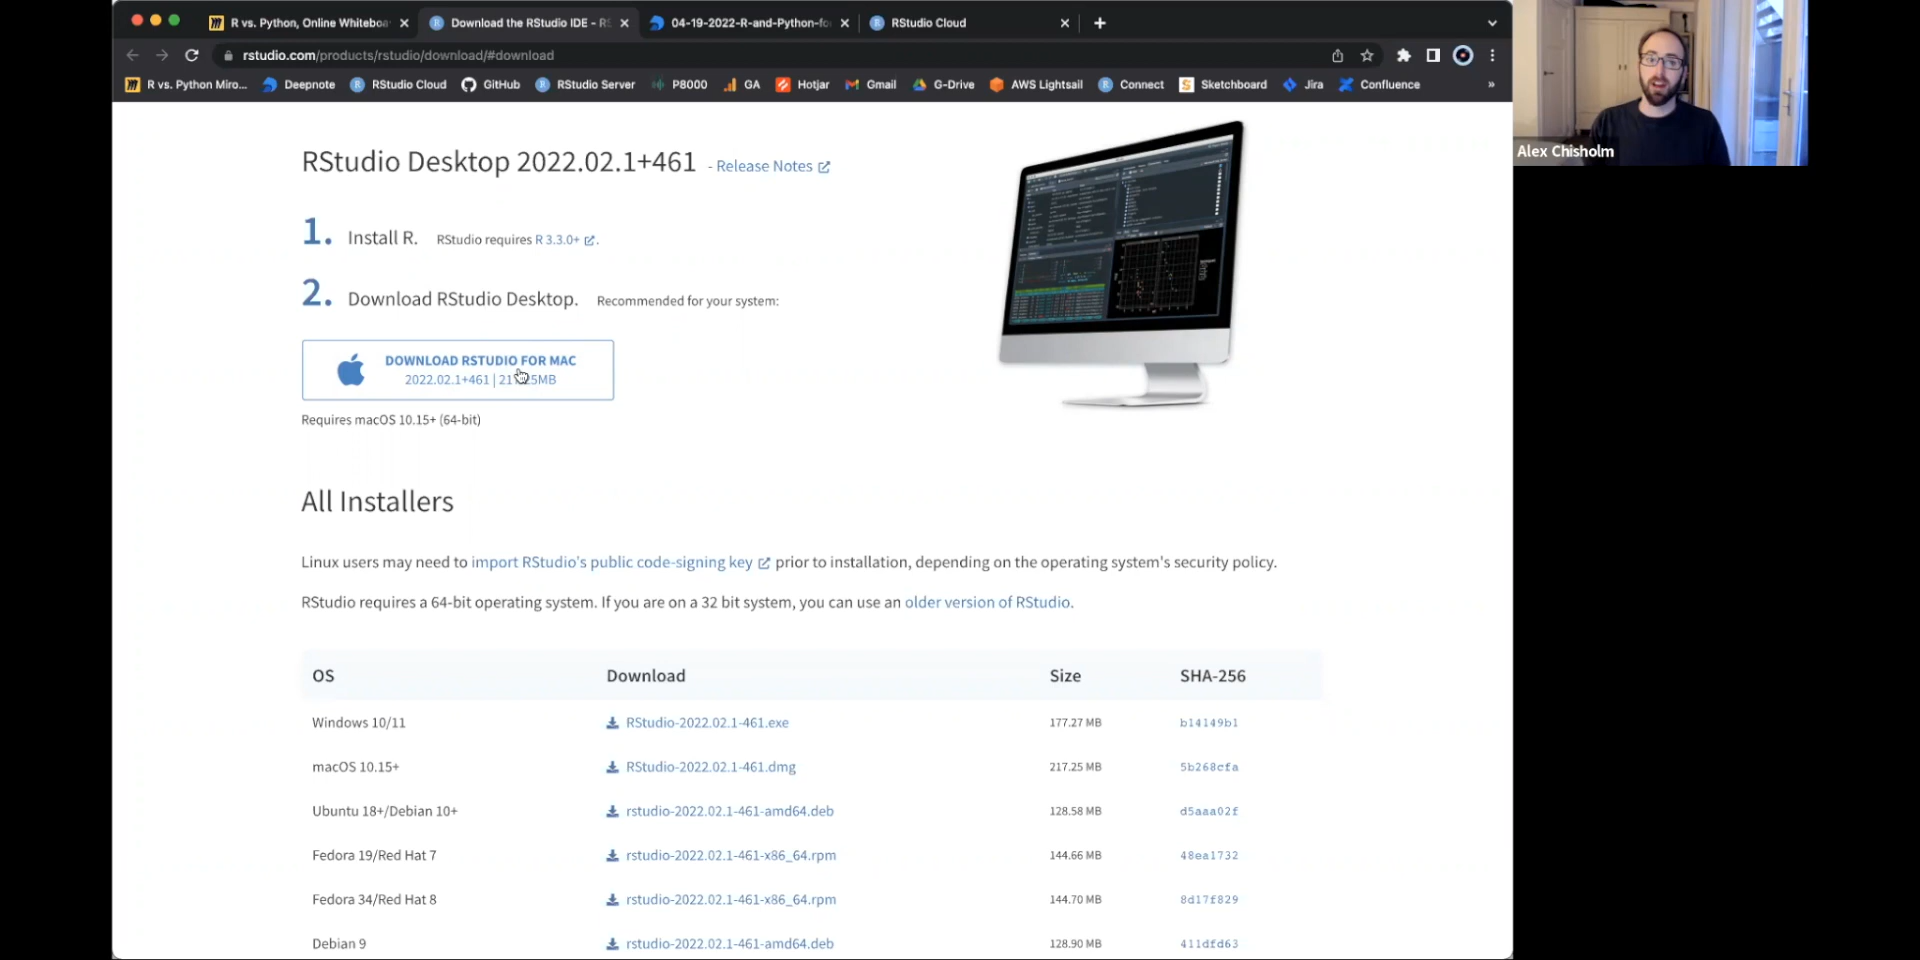 R vs. Python, Online Whiteboa
Download the RStudio IDE - RS
04-19-2022-R-and-Python-fo
RStudio Cloud
rstudio.com/products/rstudio/download/#download
R vs. Python Miro...
Deepnote
RStudio Cloud
GitHub
RStudio Server
P8000
GA
Hotjar
Gmail
G-Drive
AWS Lightsail
Connect
Sketchboard
Jira
Confluence
»
Alex Chisholm
RStudio Desktop 2022.02.1+461 - Release Notes
1. Install R. RStudio requires R 3.3.0+.
2. Download RStudio Desktop. Recommended for your system:
DOWNLOAD RSTUDIO FOR MAC
2022.02.1+461 | 217.25MB
Requires macOS 10.15+ (64-bit)
All Installers
Linux users may need to import RStudio's public code-signing key prior to installation, depending on the operating system's security policy.
RStudio requires a 64-bit operating system. If you are on a 32 bit system, you can use an older version of RStudio.
OS Download Size SHA-256
Windows 10/11 RStudio-2022.02.1-461.exe 177.27 MB b14149b1
macOS 10.15+ RStudio-2022.02.1-461.dmg 217.25 MB 5b268cfa
Ubuntu 18+/Debian 10+ rstudio-2022.02.1-461-amd64.deb 128.58 MB d5aaa02f
Fedora 19/Red Hat 7 rstudio-2022.02.1-461-x86_64.rpm 144.66 MB 48ea1732
Fedora 34/Red Hat 8 rstudio-2022.02.1-461-x86_64.rpm 144.70 MB 8d17f829
Debian 9 rstudio-2022.02.1-461-amd64.deb 128.90 MB 411dfd63